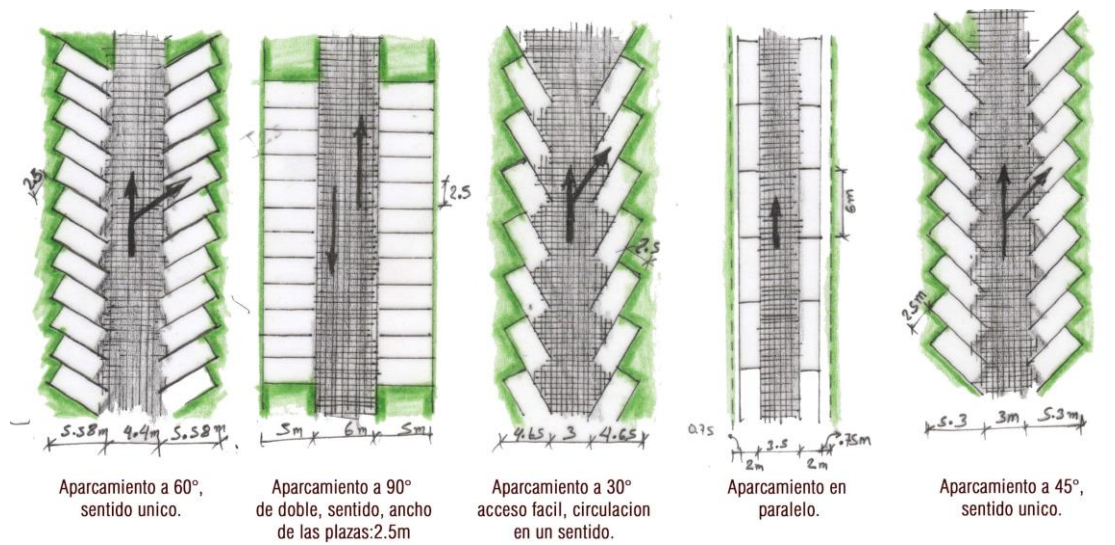 2.5
5.58m 4.4m 5.58m
Aparcamiento a 60°,
sentido unico.
2.5
5m 6m 5m
Aparcamiento a 90°
de doble, sentido, ancho
de las plazas:2.5m
2.5
4.65 3 4.65
Aparcamiento a 30°
acceso facil, circulacion
en un sentido.
6m
0.75 3.5 .75m
2m 2m
Aparcamiento en
paralelo.
25m
5.3 3m 5.3m
Aparcamiento a 45°,
sentido unico.